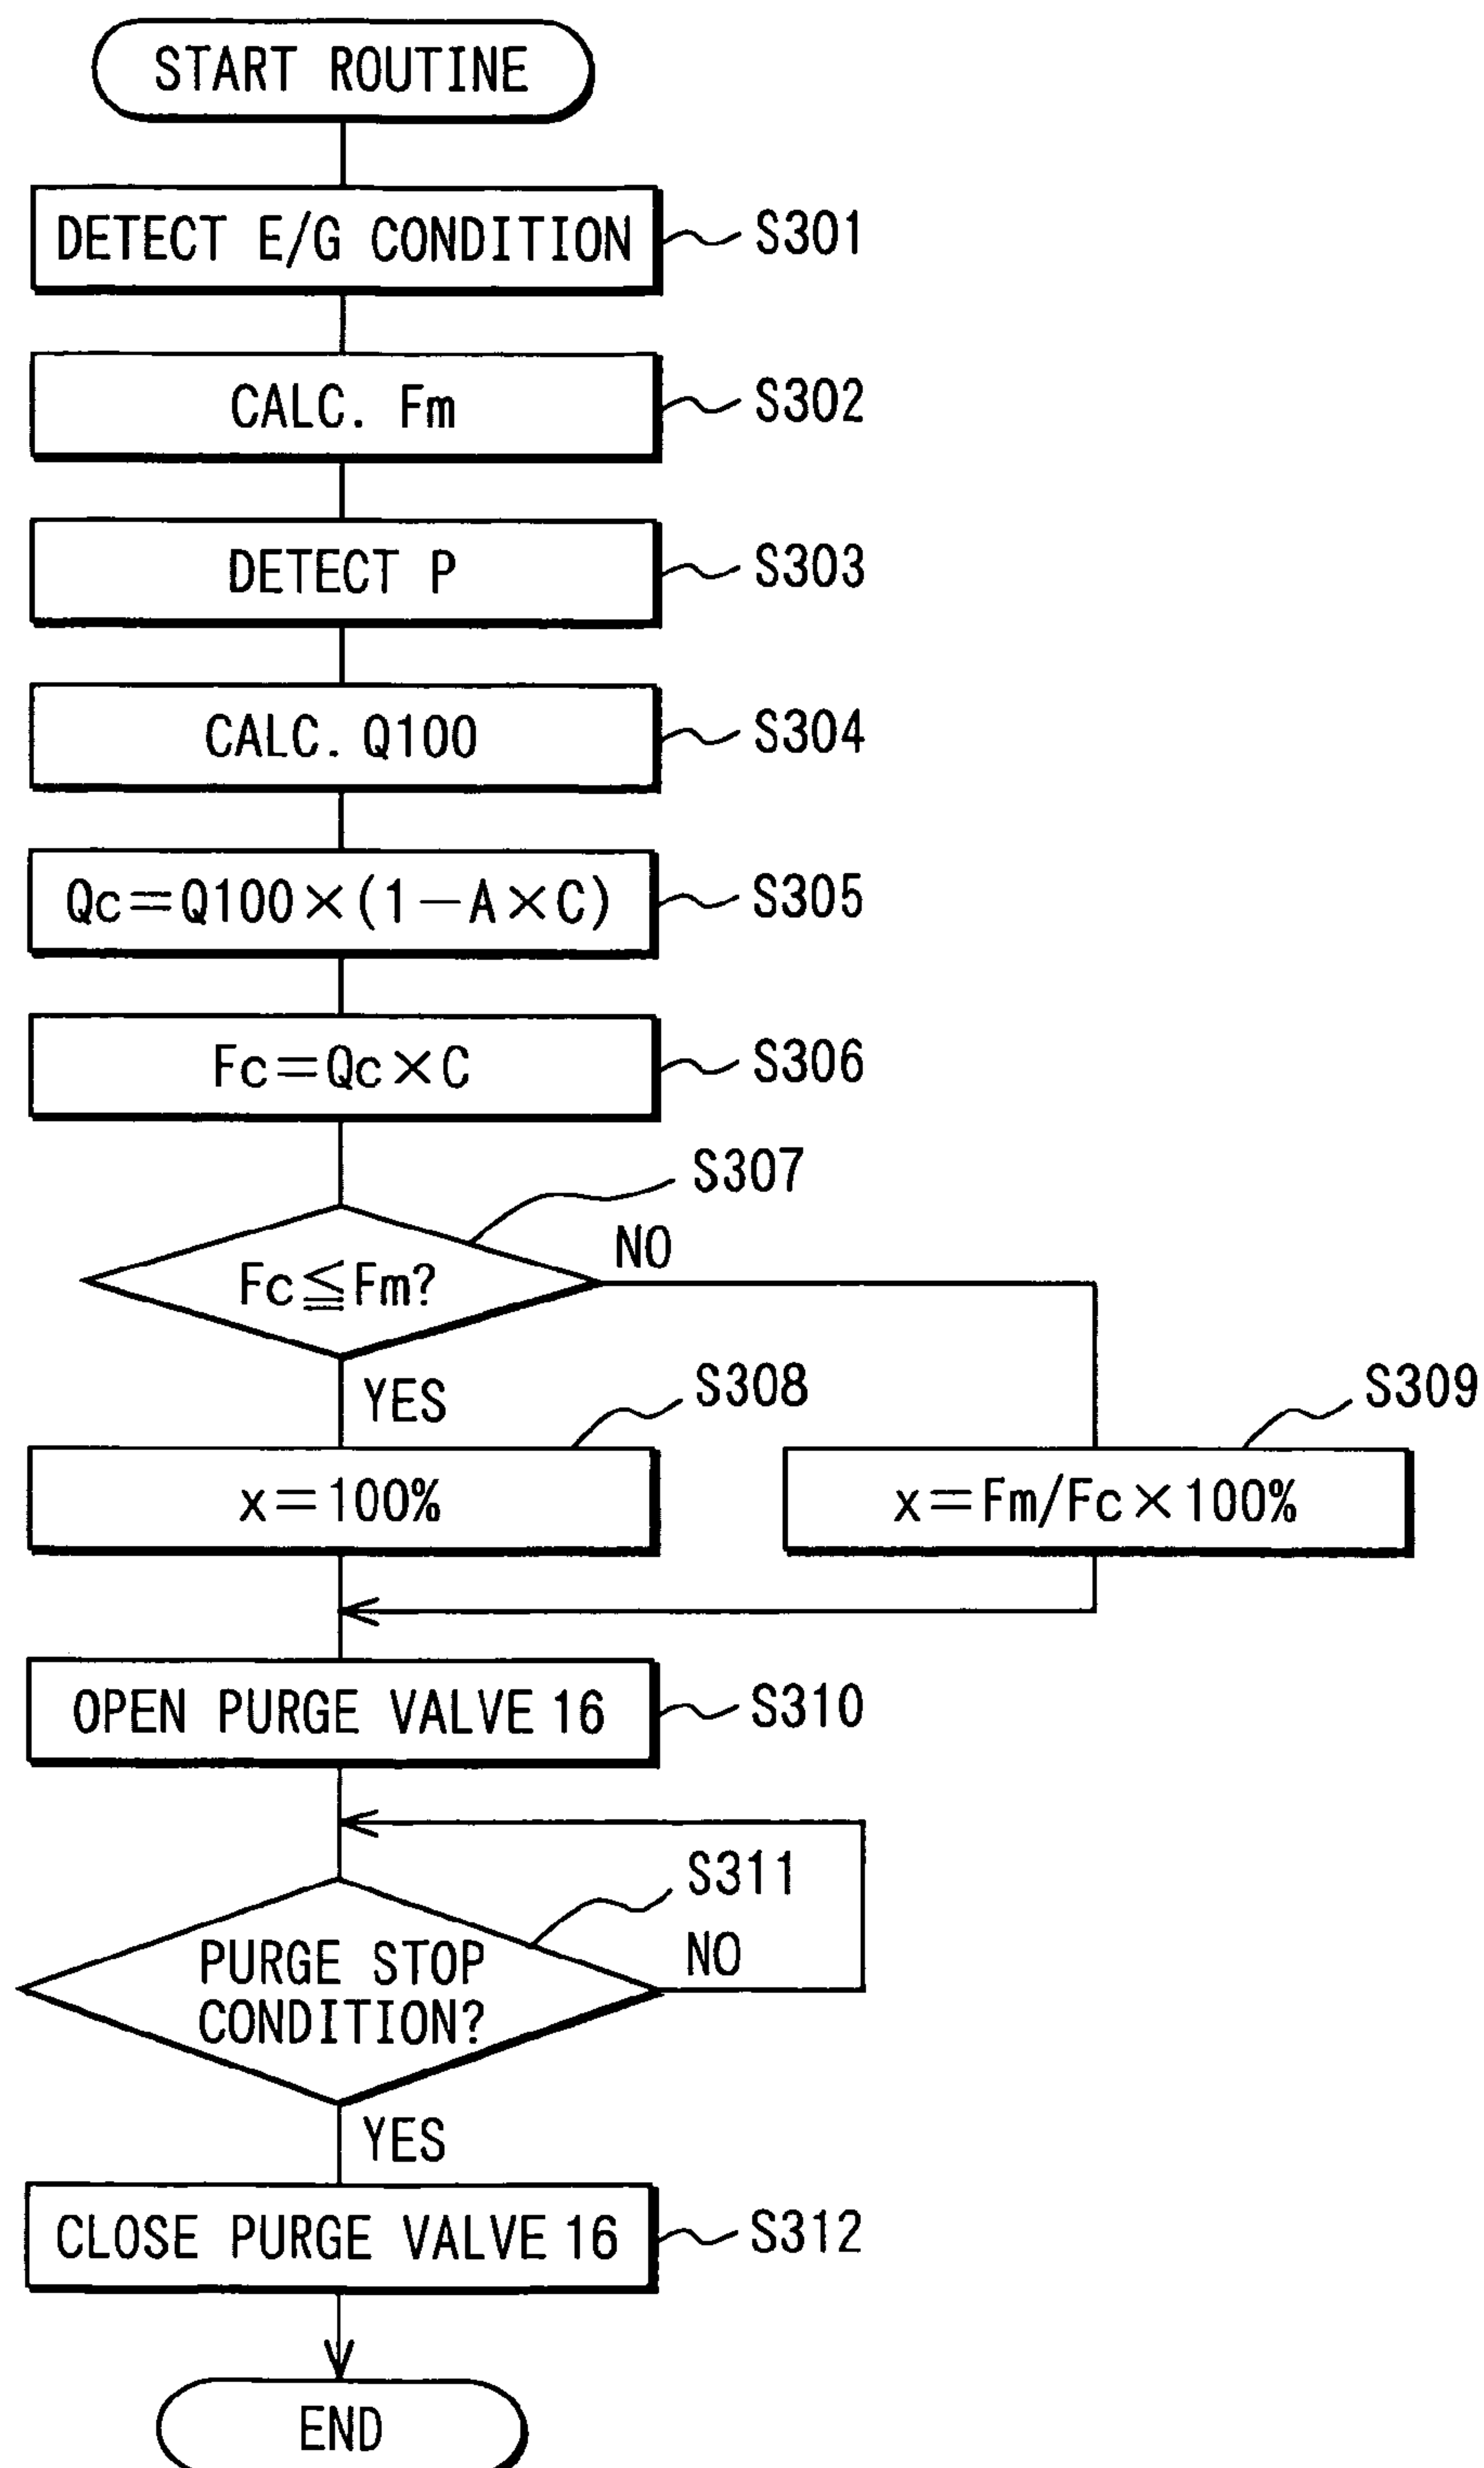 START ROUTINE
DETECT E/G CONDITION
S301
CALC. Fm
S302
DETECT P
S303
CALC. Q100
S304
Qc=Q100×(1−A×C)
S305
Fc=Qc×C
S306
S307
Fc≦Fm?
NO
YES
S308
S309
x=100%
x=Fm/Fc×100%
OPEN PURGE VALVE 16
S310
S311
PURGE STOP
CONDITION?
NO
YES
CLOSE PURGE VALVE 16
S312
END